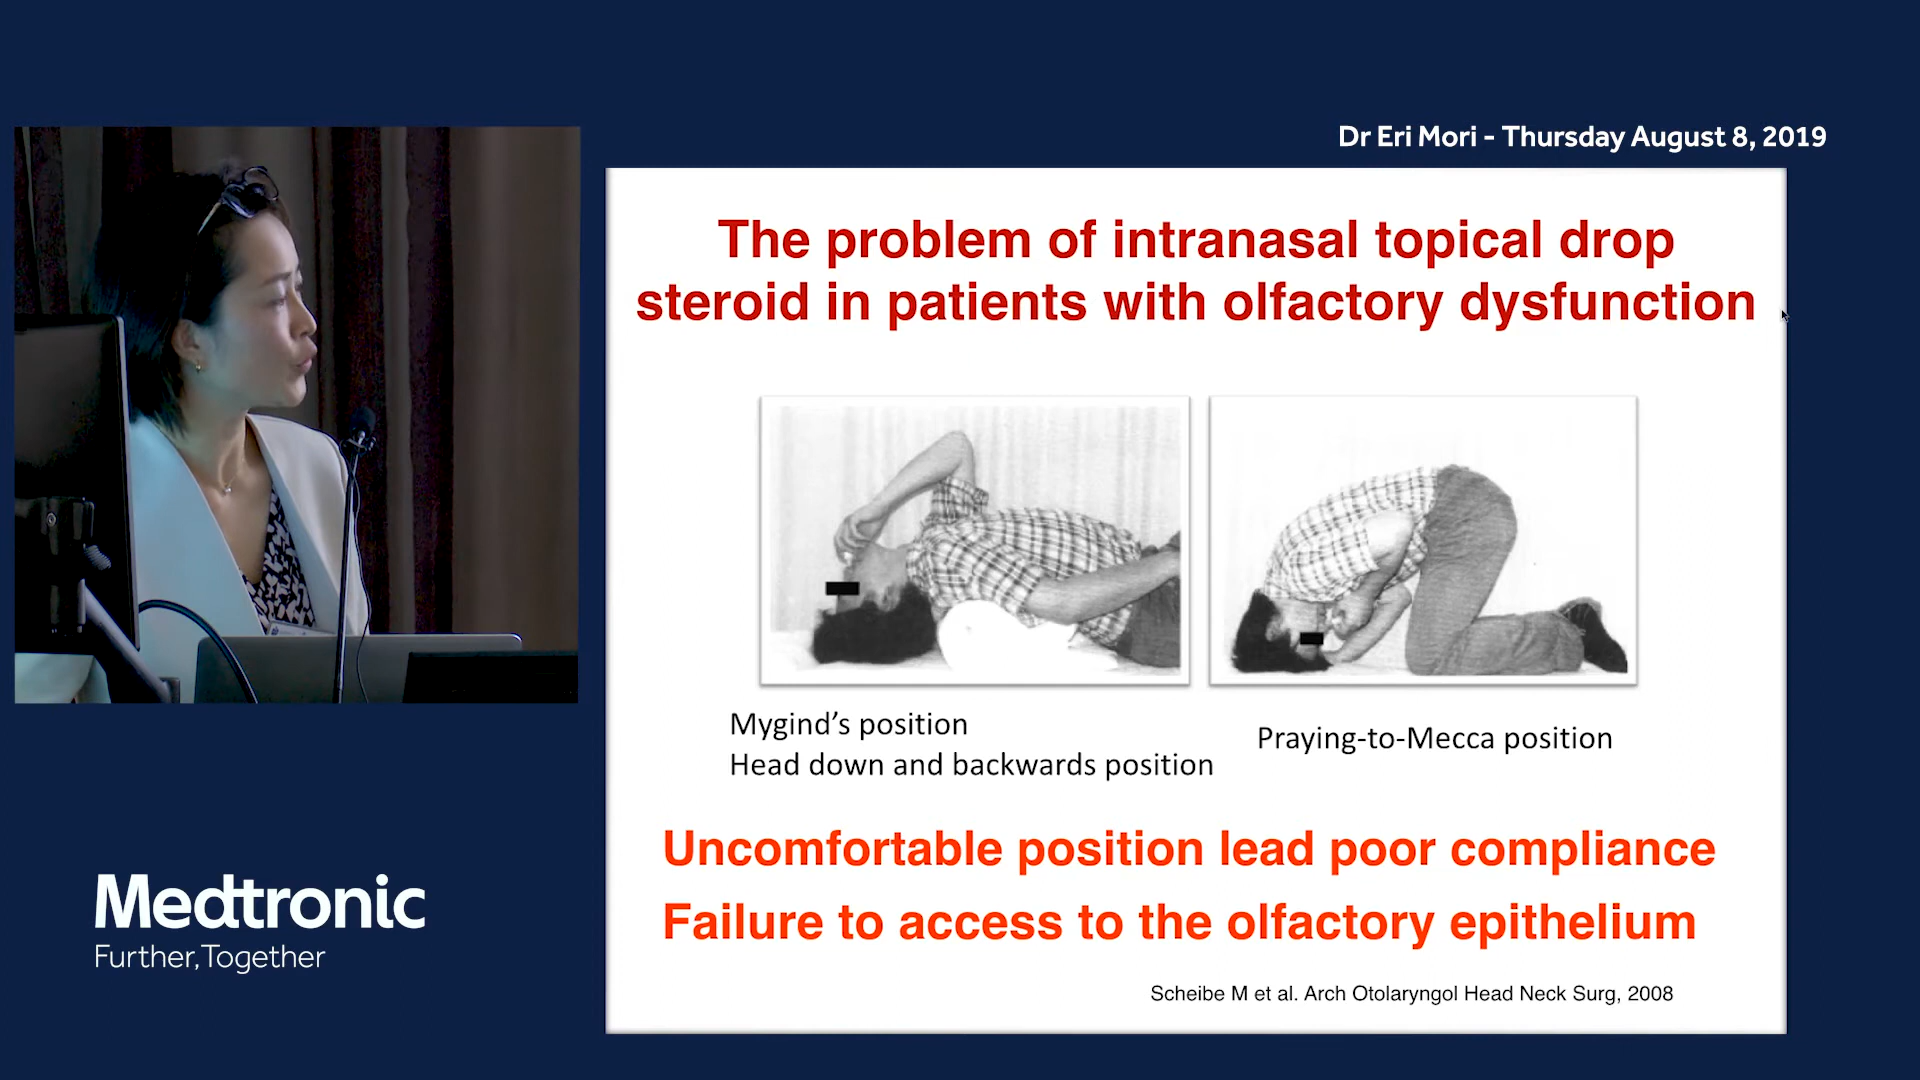 Dr Eri Mori - Thursday August 8, 2019
The problem of intranasal topical drop
steroid in patients with olfactory dysfunction
Mygind’s position
Head down and backwards position
Praying-to-Mecca position
Uncomfortable position lead poor compliance
Failure to access to the olfactory epithelium
Scheibe M et al. Arch Otolaryngol Head Neck Surg, 2008
Medtronic
Further, Together